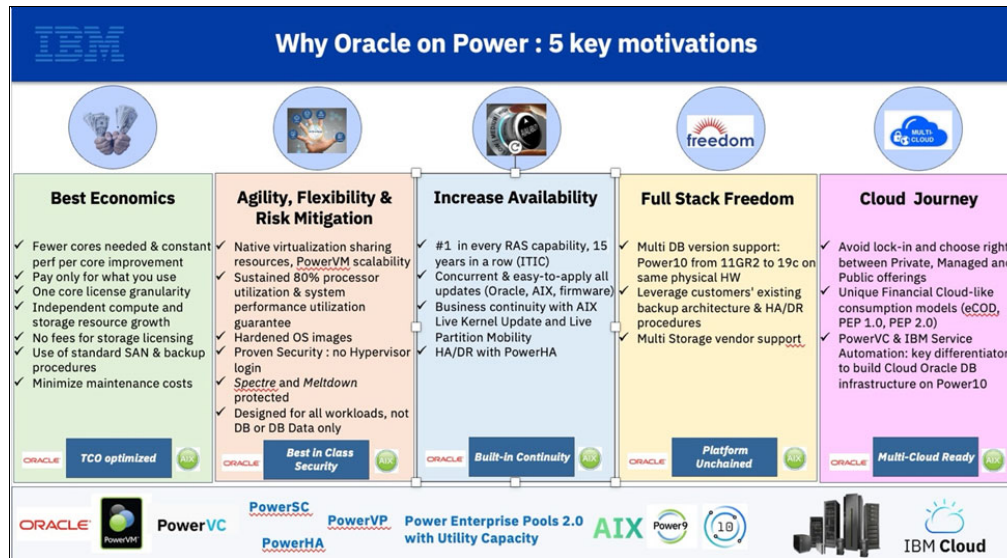 IBM
Why Oracle on Power : 5 key motivations
freedom
MULTI-
CLOUD
Best Economics
Fewer cores needed & constant
perf per core improvement
Pay only for what you use
One core license granularity
Independent compute and
storage resource growth
No fees for storage licensing
Use of standard SAN & backup
procedures
Minimize maintenance costs
ORACLE
TCO optimized
AIX
Agility, Flexibility &
Risk Mitigation
Native virtualization sharing
resources, PowerVM scalability
Sustained 80% processor
utilization & system
performance utilization
guarantee
Hardened OS images
Proven Security : no Hypervisor
login
Spectre and Meltdown
protected
Designed for all workloads, not
DB or DB Data only
ORACLE
Best in Class
Security
AIX
Increase Availability
#1 in every RAS capability, 15
years in a row (ITIC)
Concurrent & easy-to-apply all
updates (Oracle, AIX, firmware)
Business continuity with AIX
Live Kernel Update and Live
Partition Mobility
HA/DR with PowerHA
ORACLE
Built-in Continuity
AIX
Full Stack Freedom
Multi DB version support:
Power10 from 11GR2 to 19c on
same physical HW
Leverage customers' existing
backup architecture & HA/DR
procedures
Multi Storage vendor support
ORACLE
Platform
Unchained
AIX
Cloud Journey
Avoid lock-in and choose right
between Private, Managed and
Public offerings
Unique Financial Cloud-like
consumption models (eCOD,
PEP 1.0, PEP 2.0)
PowerVC & IBM Service
Automation: key differentiator
to build Cloud Oracle DB
infrastructure on Power10
ORACLE
Multi-Cloud Ready
AIX
ORACLE
PowerVM
PowerVC
PowerSC
PowerHA
PowerVP
Power Enterprise Pools 2.0
with Utility Capacity
AIX
Power9
10
IBM Cloud